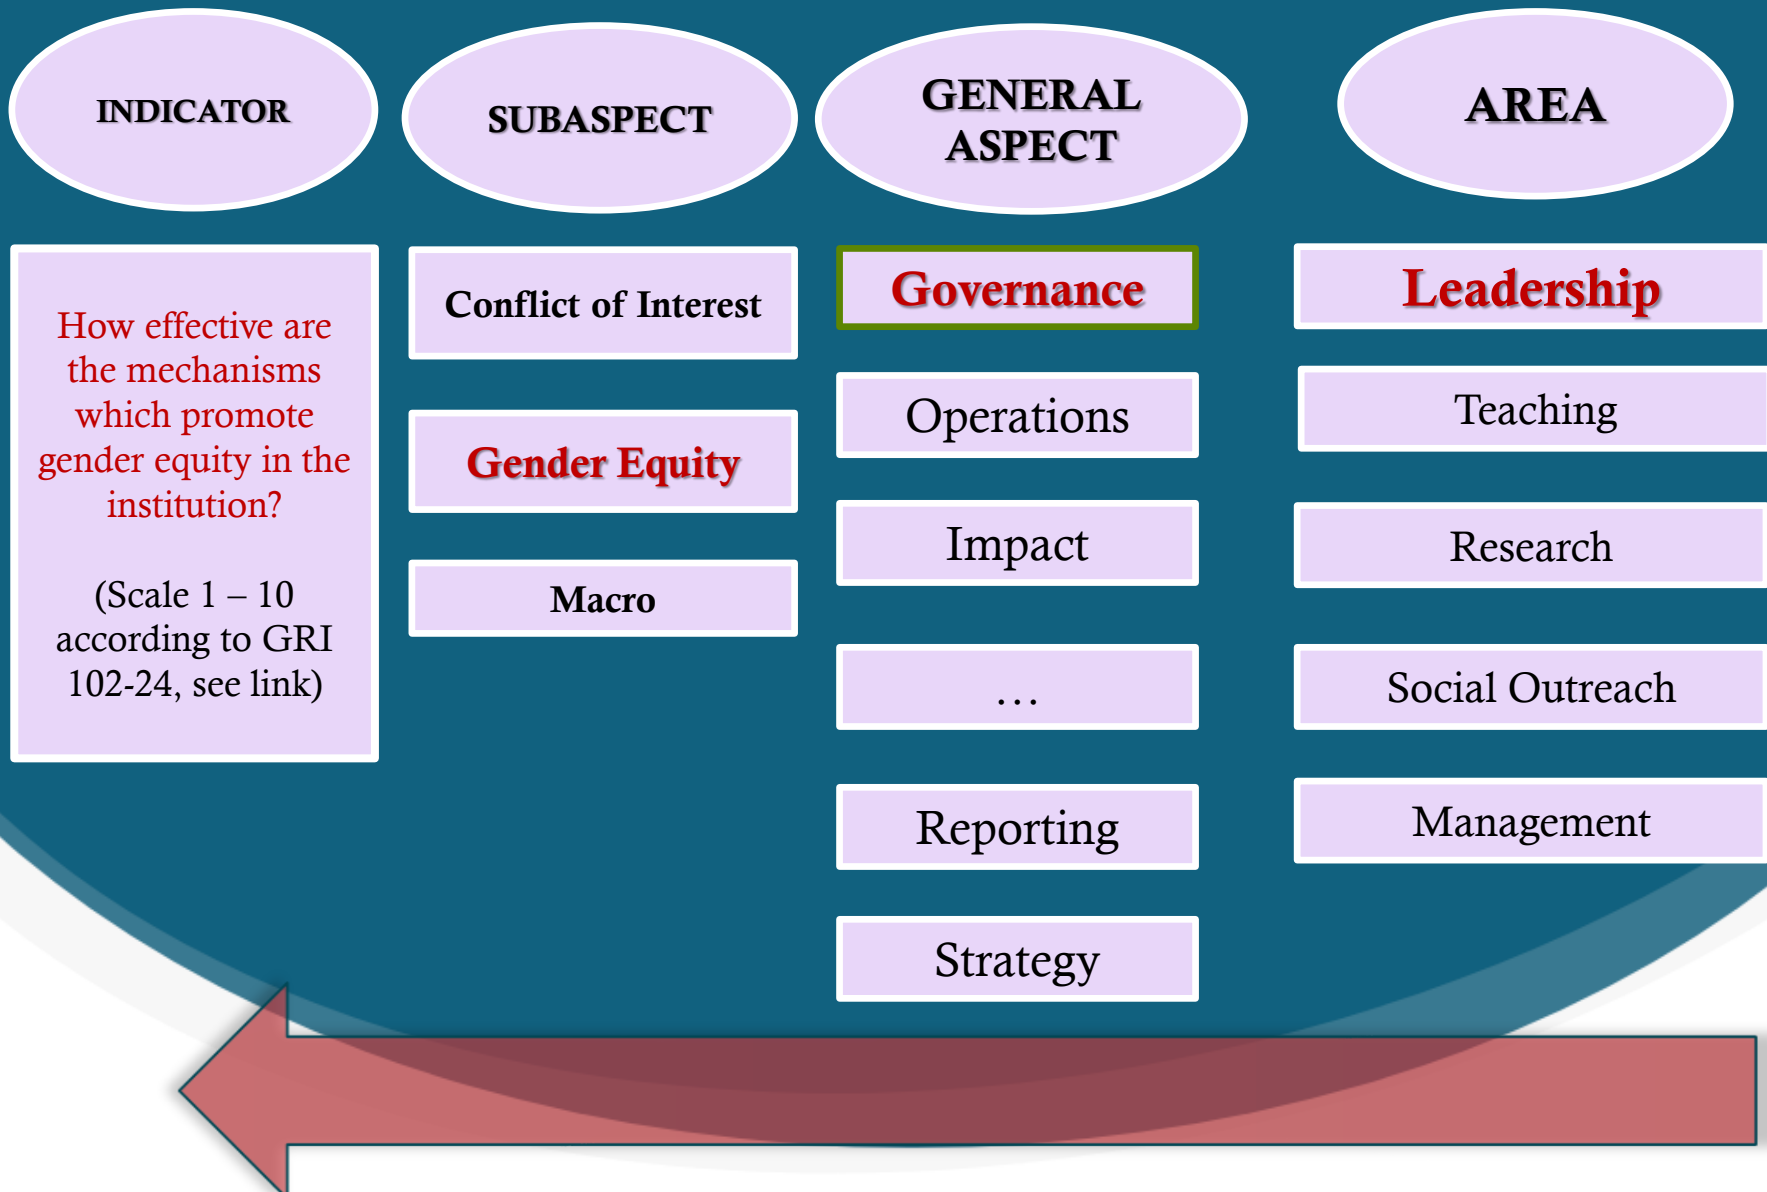 INDICATOR
SUBASPECT
GENERAL
ASPECT
AREA
How effective are
the mechanisms
which promote
gender equity in the
institution?
(Scale 1 – 10
according to GRI
102-24, see link)
Conflict of Interest
Gender Equity
Macro
Governance
Operations
Impact
…
Reporting
Strategy
Leadership
Teaching
Research
Social Outreach
Management